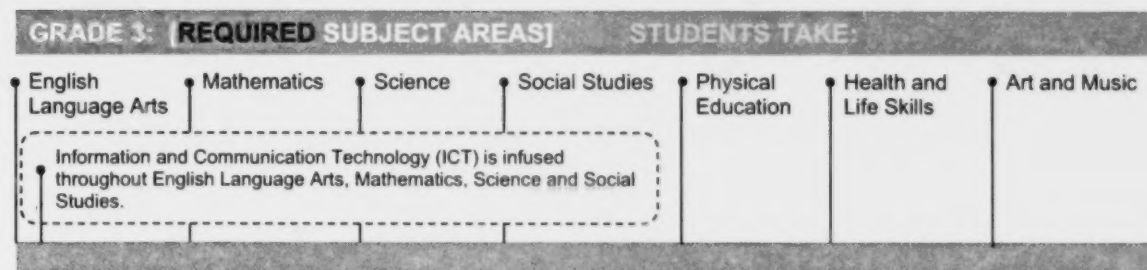 GRADE 3: [REQUIRED SUBJECT AREAS] STUDENTS TAKE:
English
Language Arts
Mathematics
Science
Social Studies
Physical
Education
Health and
Life Skills
Art and Music
Information and Communication Technology (ICT) is infused
throughout English Language Arts, Mathematics, Science and Social
Studies.